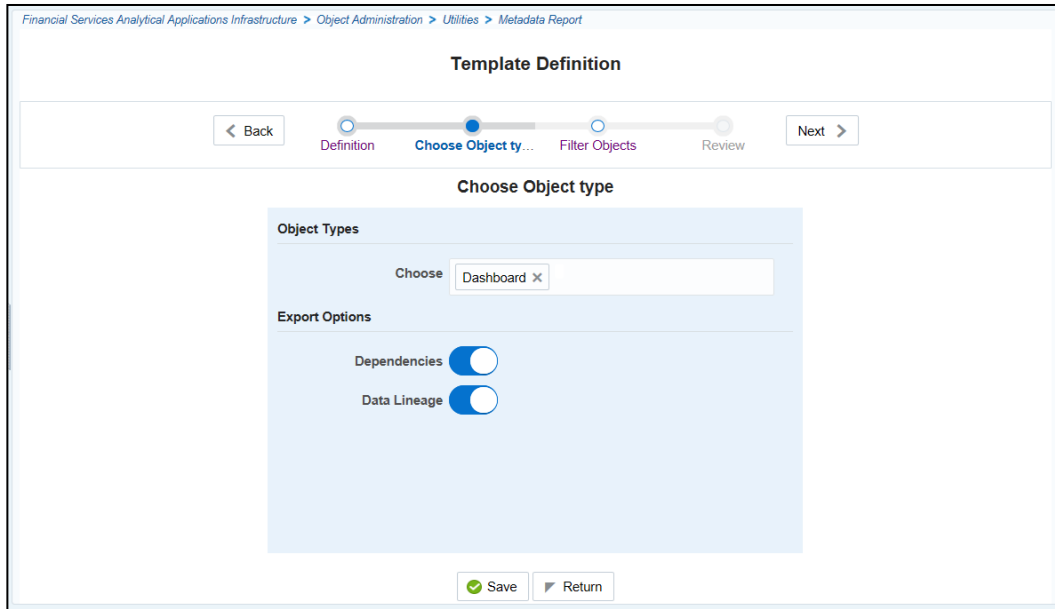 Financial Services Analytical Applications Infrastructure > Object Administration > Utilities > Metadata Report
Template Definition
Back
Definition
Choose Object ty...
Filter Objects
Review
Next
Choose Object type
Object Types
Choose
Dashboard
Export Options
Dependencies
Data Lineage
Save
Return